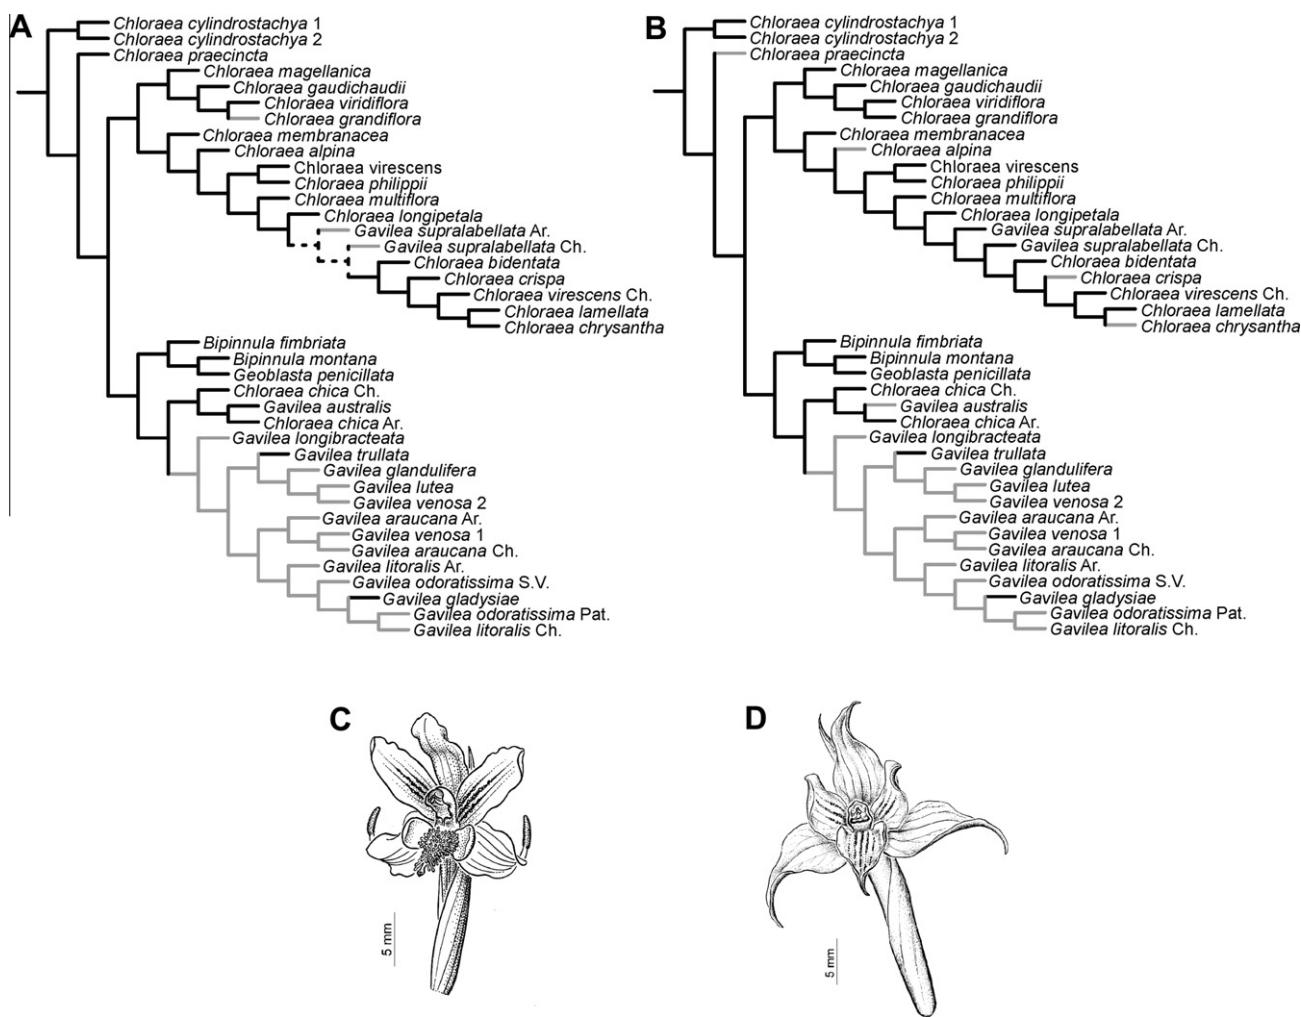 A
Chloraea cylindrostachya 1
Chloraea cylindrostachya 2
Chloraea praecincta
Chloraea magellanica
Chloraea gaudichaudii
Chloraea viridiflora
Chloraea grandiflora
Chloraea membranacea
Chloraea alpina
Chloraea virescens
Chloraea philippii
Chloraea multiflora
Chloraea longipetala
Gavilea supralabellata Ar.
Gavilea supralabellata Ch.
Chloraea bidentata
Chloraea crispa
Chloraea virescens Ch.
Chloraea lamellata
Chloraea chrysantha
Bipinnula fimbriata
Bipinnula montana
Geoblasta penicillata
Chloraea chica Ch.
Gavilea australis
Chloraea chica Ar.
Gavilea longibracteata
Gavilea trullata
Gavilea glandulifera
Gavilea lutea
Gavilea venosa 2
Gavilea araucana Ar.
Gavilea venosa 1
Gavilea araucana Ch.
Gavilea litoralis Ar.
Gavilea odoratissima S.V.
Gavilea gladysiae
Gavilea odoratissima Pat.
Gavilea litoralis Ch.
B
Chloraea cylindrostachya 1
Chloraea cylindrostachya 2
Chloraea praecincta
Chloraea magellanica
Chloraea gaudichaudii
Chloraea viridiflora
Chloraea grandiflora
Chloraea membranacea
Chloraea alpina
Chloraea virescens
Chloraea philippii
Chloraea multiflora
Chloraea longipetala
Gavilea supralabellata Ar.
Gavilea supralabellata Ch.
Chloraea bidentata
Chloraea crispa
Chloraea virescens Ch.
Chloraea lamellata
Chloraea chrysantha
Bipinnula fimbriata
Bipinnula montana
Geoblasta penicillata
Chloraea chica Ch.
Gavilea australis
Chloraea chica Ar.
Gavilea longibracteata
Gavilea trullata
Gavilea glandulifera
Gavilea lutea
Gavilea venosa 2
Gavilea araucana Ar.
Gavilea venosa 1
Gavilea araucana Ch.
Gavilea litoralis Ar.
Gavilea odoratissima S.V.
Gavilea gladysiae
Gavilea odoratissima Pat.
Gavilea litoralis Ch.
C
5 mm
D
5 mm